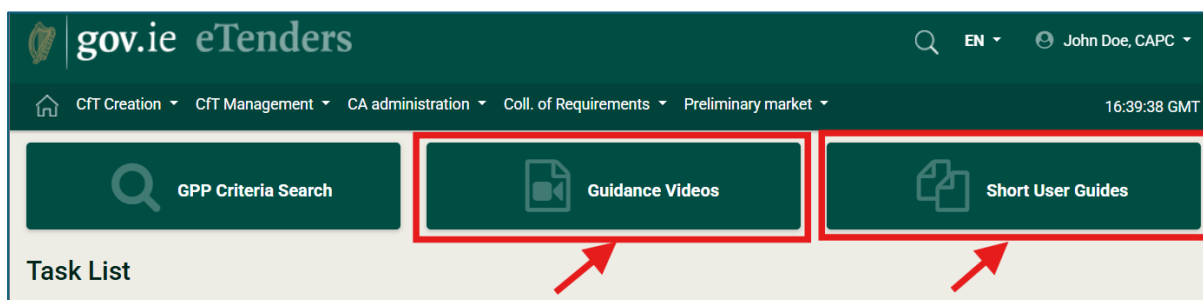 gov.ie eTenders EN John Doe, CAPC
CfT Creation CfT Management CA administration Coll. of Requirements Preliminary market 16:39:38 GMT
GPP Criteria Search Guidance Videos Short User Guides
Task List